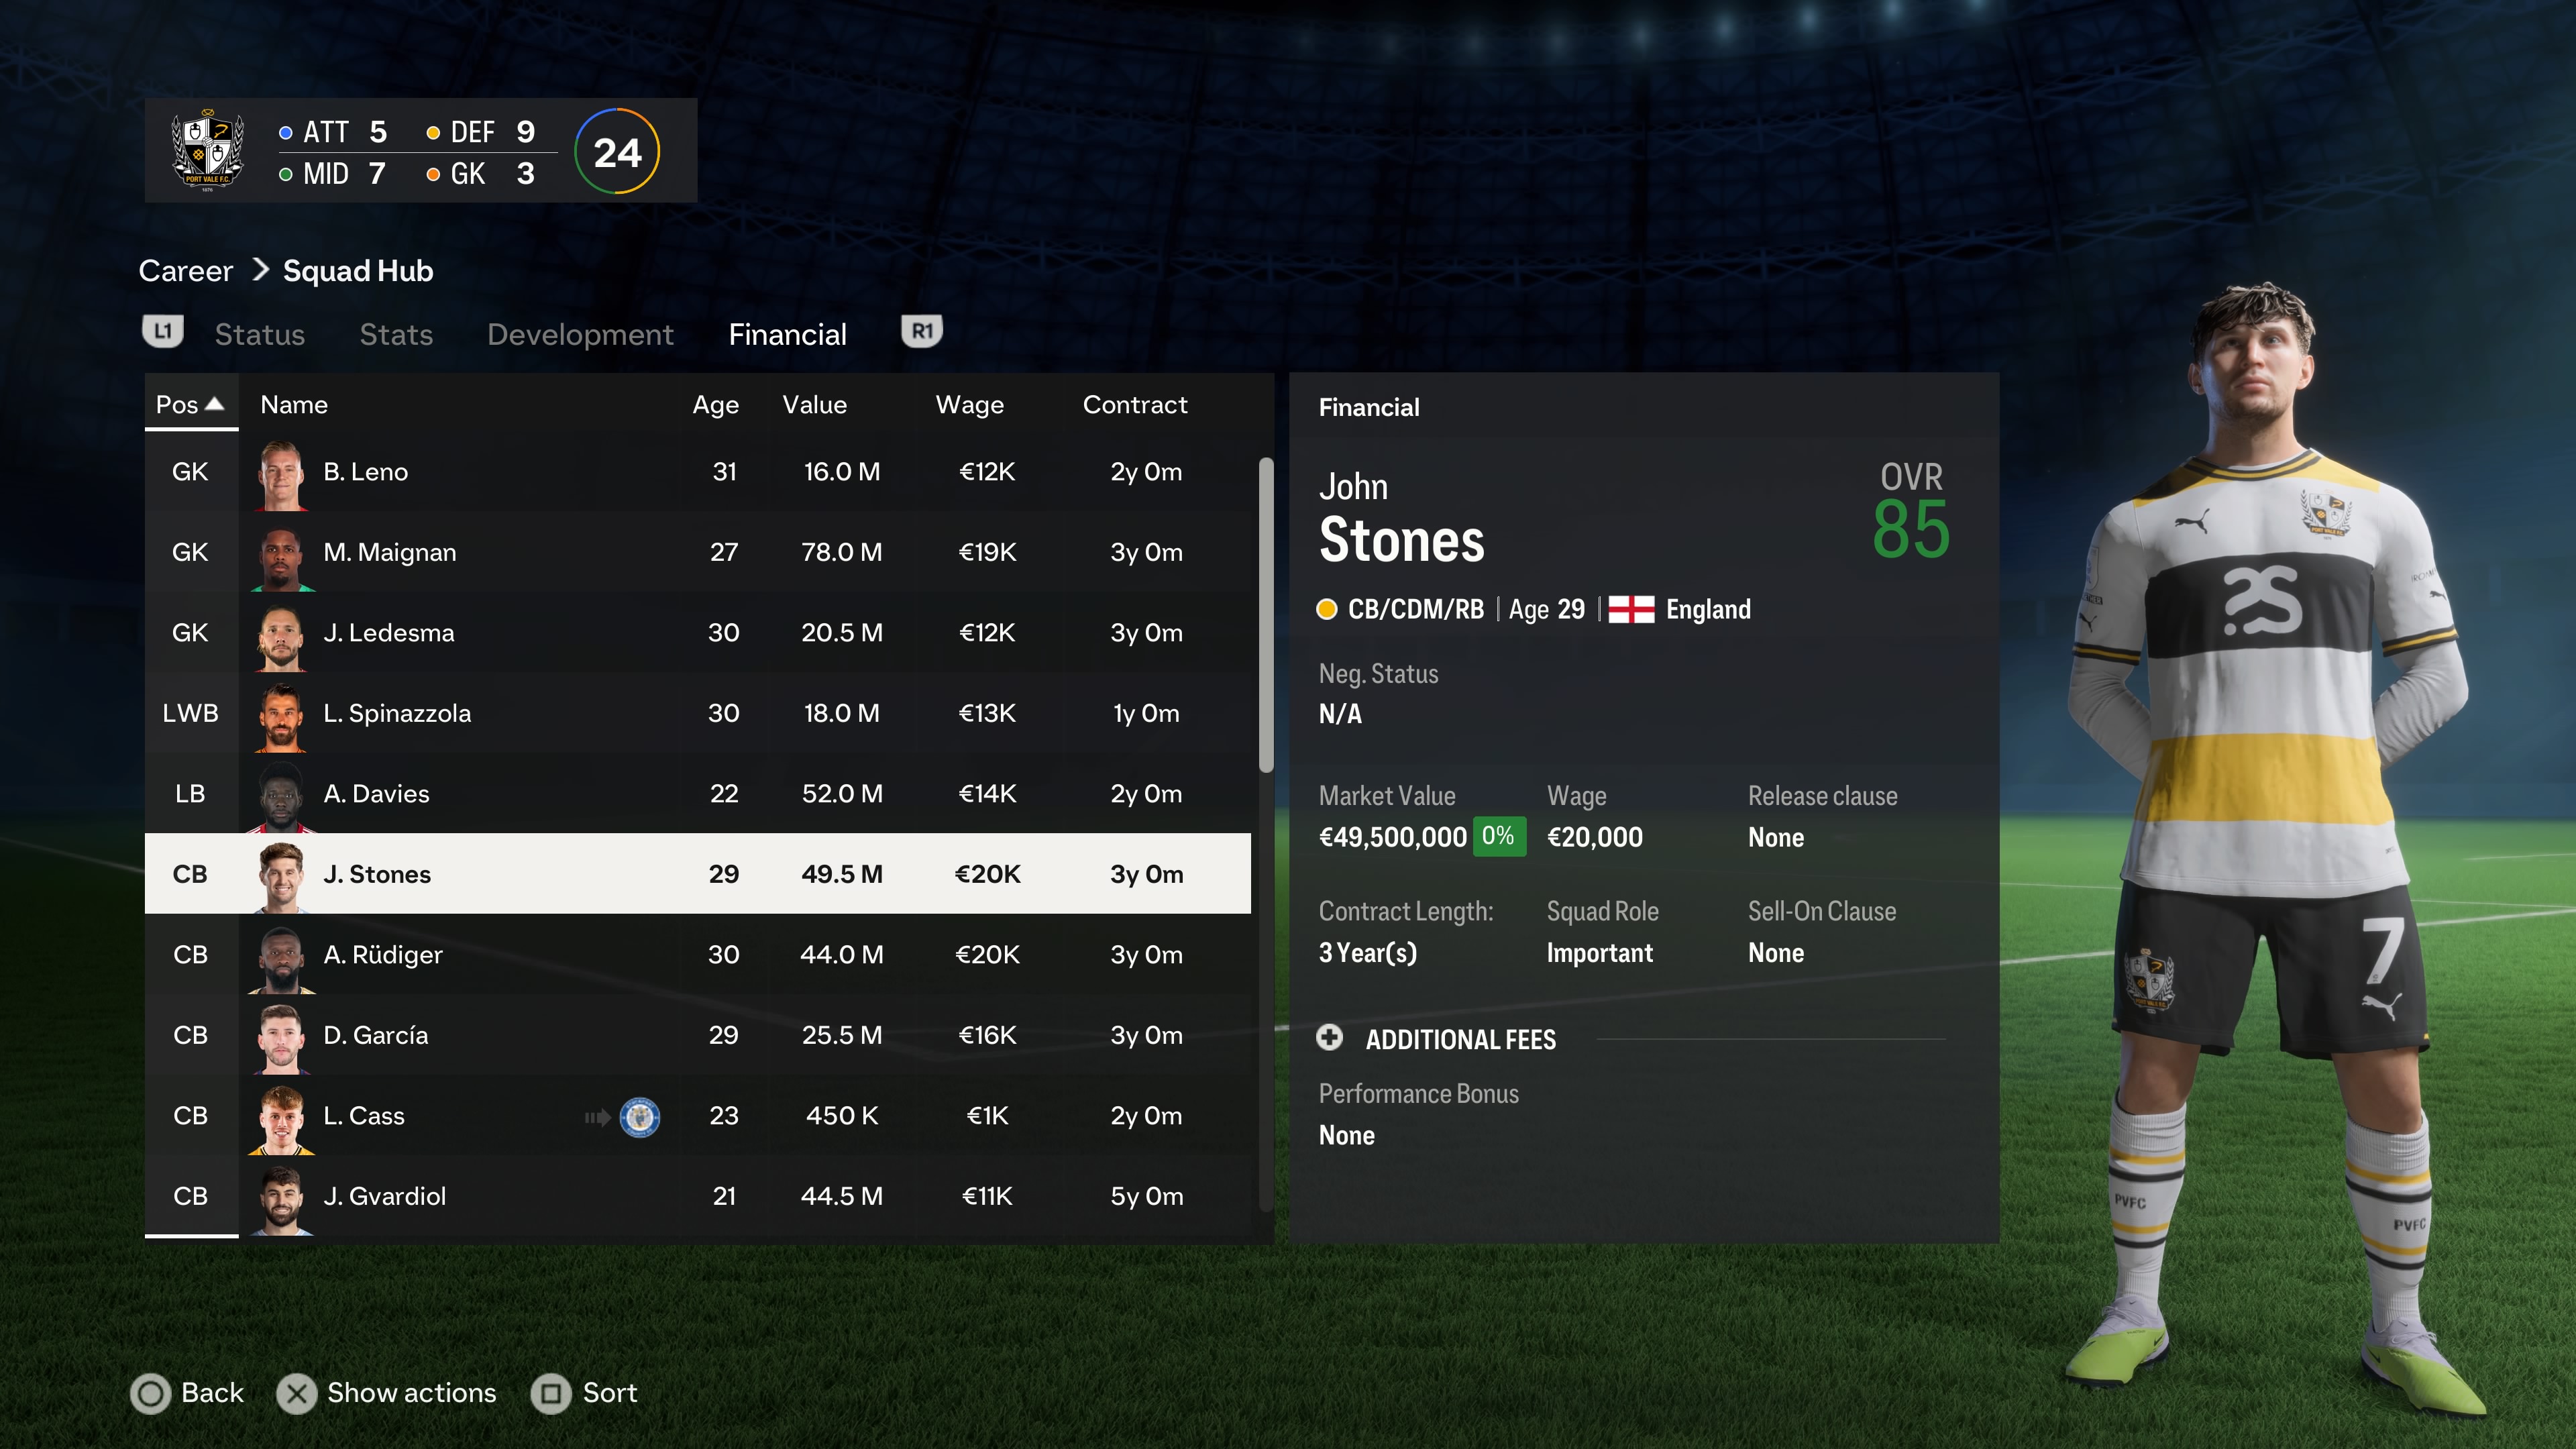 ATT 5 DEF 9
MID 7 GK 3
24
PORT VALE F.C.
1876
Career > Squad Hub
L1 Status Stats Development Financial R1
Pos Name Age Value Wage Contract
GK B. Leno 31 16.0 M €12K 2y 0m
GK M. Maignan 27 78.0 M €19K 3y 0m
GK J. Ledesma 30 20.5 M €12K 3y 0m
LWB L. Spinazzola 30 18.0 M €13K 1y 0m
LB A. Davies 22 52.0 M €14K 2y 0m
CB J. Stones 29 49.5 M €20K 3y 0m
CB A. Rüdiger 30 44.0 M €20K 3y 0m
CB D. García 29 25.5 M €16K 3y 0m
CB L. Cass 23 450 K €1K 2y 0m
CB J. Gvardiol 21 44.5 M €11K 5y 0m
Financial
John
Stones
OVR
85
CB/CDM/RB | Age 29 | England
Neg. Status
N/A
Market Value Wage Release clause
€49,500,000 0% €20,000 None
Contract Length: Squad Role Sell-On Clause
3 Year(s) Important None
ADDITIONAL FEES
Performance Bonus
None
PORT VALE F.C.
7
PVFC
PVFC
Back Show actions Sort